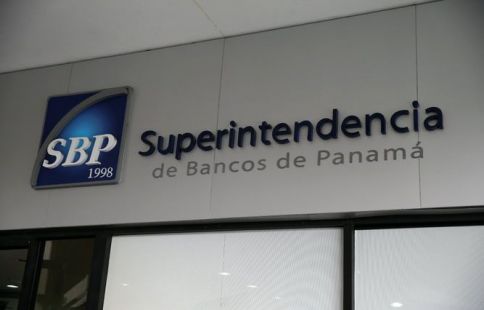 SBP
1998
Superintendencia
de Bancos de Panamá